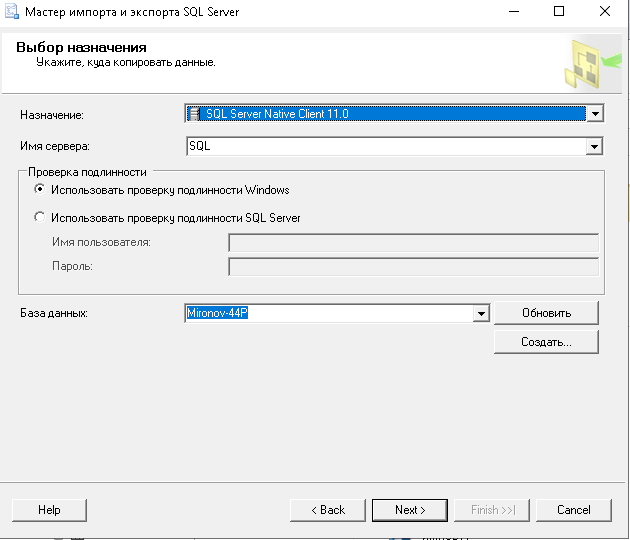 Мастер импорта и экспорта SQL Server
Выбор назначения
Укажите, куда копировать данные.
Назначение: SQL Server Native Client 11.0
Имя сервера: SQL
Проверка подлинности
Использовать проверку подлинности Windows
Использовать проверку подлинности SQL Server
Имя пользователя:
Пароль:
База данных: Mironov-44P Обновить
Создать...
Help < Back Next > Finish >>| Cancel